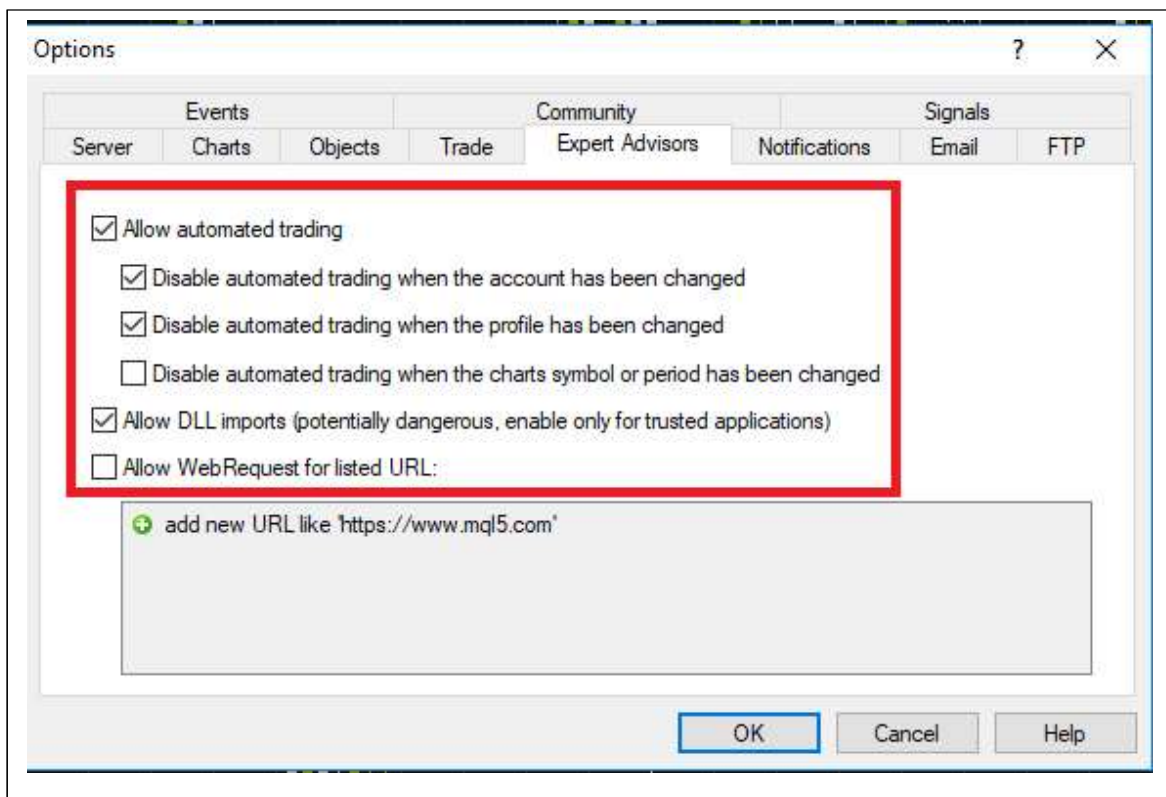 Options
?
Events Community Signals
Server Charts Objects Trade Expert Advisors Notifications Email FTP
Allow automated trading
Disable automated trading when the account has been changed
Disable automated trading when the profile has been changed
Disable automated trading when the charts symbol or period has been changed
Allow DLL imports (potentially dangerous, enable only for trusted applications)
Allow WebRequest for listed URL:
add new URL like 'https://www.mql5.com'
OK Cancel Help